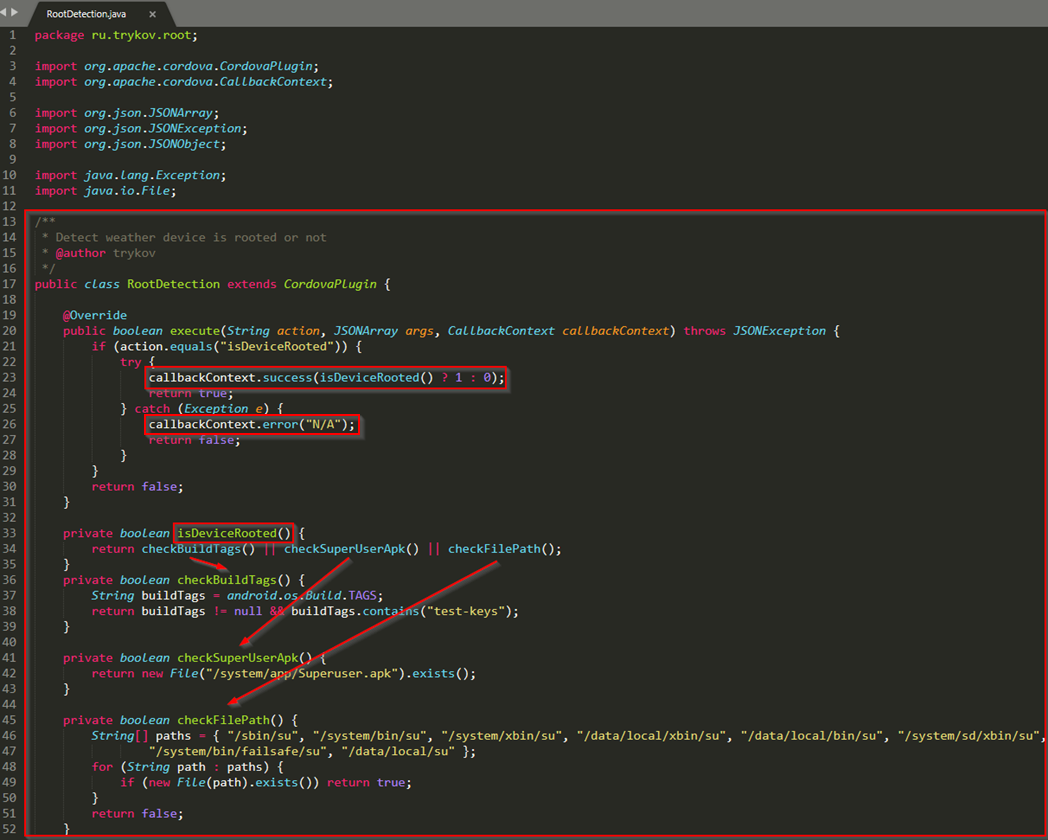 RootDetection.java ×
1 package ru.trykov.root;
2
3 import org.apache.cordova.CordovaPlugin;
4 import org.apache.cordova.CallbackContext;
5
6 import org.json.JSONArray;
7 import org.json.JSONException;
8 import org.json.JSONObject;
9
10 import java.lang.Exception;
11 import java.io.File;
12
13 /**
14 * Detect weather device is rooted or not
15 * @author trykov
16 */
17 public class RootDetection extends CordovaPlugin {
18
19 @Override
20 public boolean execute(String action, JSONArray args, CallbackContext callbackContext) throws JSONException {
21 if (action.equals("isDeviceRooted")) {
22 try {
23 callbackContext.success(isDeviceRooted() ? 1 : 0);
24 return true;
25 } catch (Exception e) {
26 callbackContext.error("N/A");
27 return false;
28 }
29 }
30 return false;
31 }
32
33 private boolean isDeviceRooted() {
34 return checkBuildTags() || checkSuperUserApk() || checkFilePath();
35 }
36 private boolean checkBuildTags() {
37 String buildTags = android.os.Build.TAGS;
38 return buildTags != null && buildTags.contains("test-keys");
39 }
40
41 private boolean checkSuperUserApk() {
42 return new File("/system/app/Superuser.apk").exists();
43 }
44
45 private boolean checkFilePath() {
46 String[] paths = { "/sbin/su", "/system/bin/su", "/system/xbin/su", "/data/local/xbin/su", "/data/local/bin/su", "/system/sd/xbin/su",
47 "/system/bin/failsafe/su", "/data/local/su" };
48 for (String path : paths) {
49 if (new File(path).exists()) return true;
50 }
51 return false;
52 }